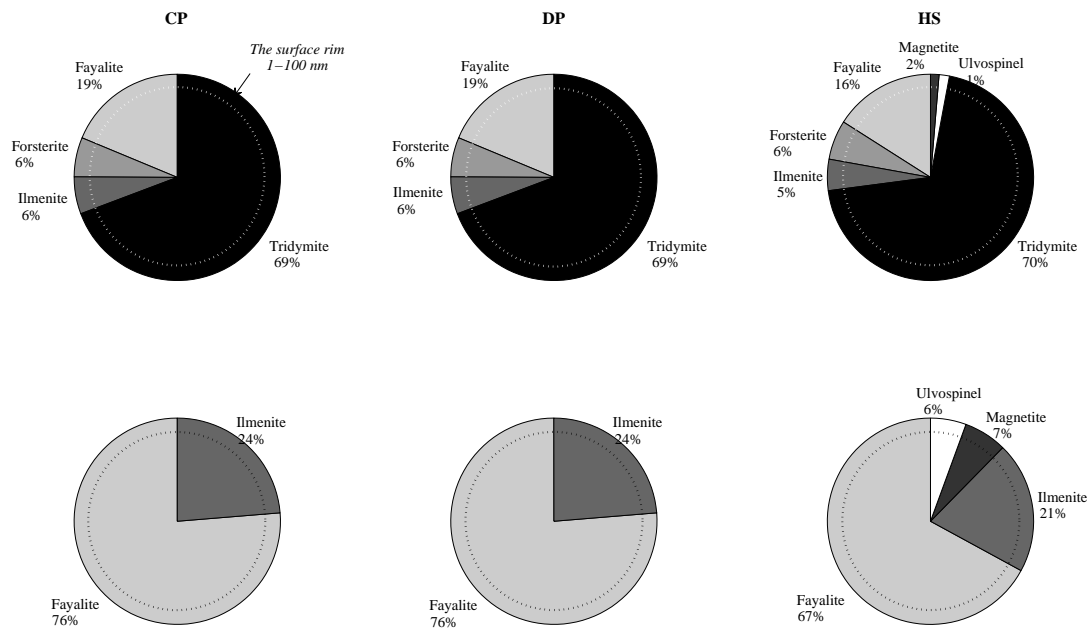 CP
DP
HS
The surface rim
1−100 nm
Fayalite
19%
Forsterite
6%
Ilmenite
6%
Tridymite
69%
Fayalite
19%
Forsterite
6%
Ilmenite
6%
Tridymite
69%
Magnetite
2%
Ulvospinel
1%
Fayalite
16%
Forsterite
6%
Ilmenite
5%
Tridymite
70%
Ilmenite
24%
Fayalite
76%
Ilmenite
24%
Fayalite
76%
Ulvospinel
6%
Magnetite
7%
Ilmenite
21%
Fayalite
67%